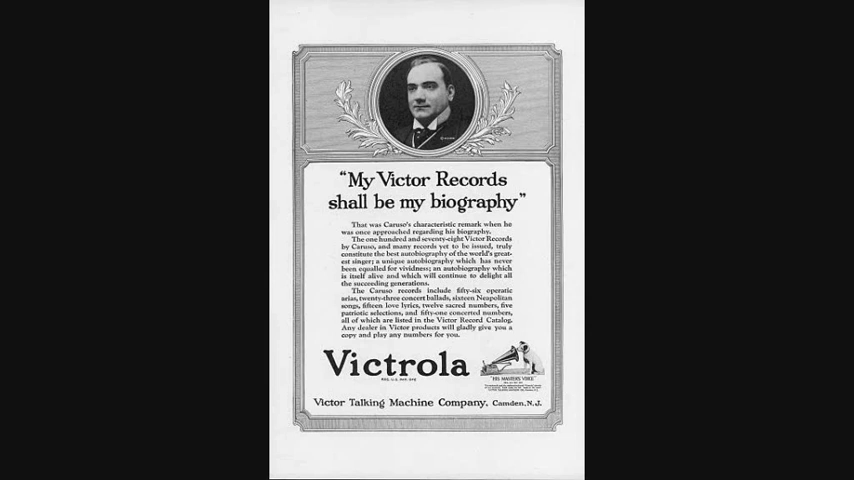 "My Victor Records
shall be my biography"
That was Caruso's characteristic remark when he
was once approached regarding his biography.
The one hundred and seventy-eight Victor Records
by Caruso, and many records yet to be issued, truly
constitute the best autobiography of the world's great-
est singer; a unique autobiography which has never
been equalled for vividness; an autobiography which
is itself alive and which will continue to delight all
the succeeding generations.
The Caruso records include fifty-six operatic
arias, twenty-three concert ballads, sixteen Neapolitan
songs, fifteen love lyrics, twelve sacred numbers, five
patriotic selections, and fifty-one concerted numbers,
all of which are listed in the Victor Record Catalog.
Any dealer in Victor products will gladly give you a
copy and play any numbers for you.
Victrola
REG. U.S. PAT. OFF.
"HIS MASTER'S VOICE"
Victor Talking Machine Company, Camden, N.J.